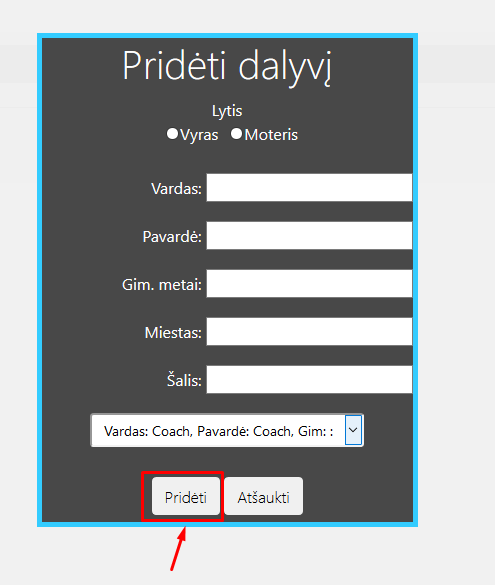 Pridėti dalyvį
Lytis
Vyras Moteris
Vardas:
Pavardė:
Gim. metai:
Miestas:
Šalis:
Vardas: Coach, Pavardė: Coach, Gim: :
Pridėti Atšaukti